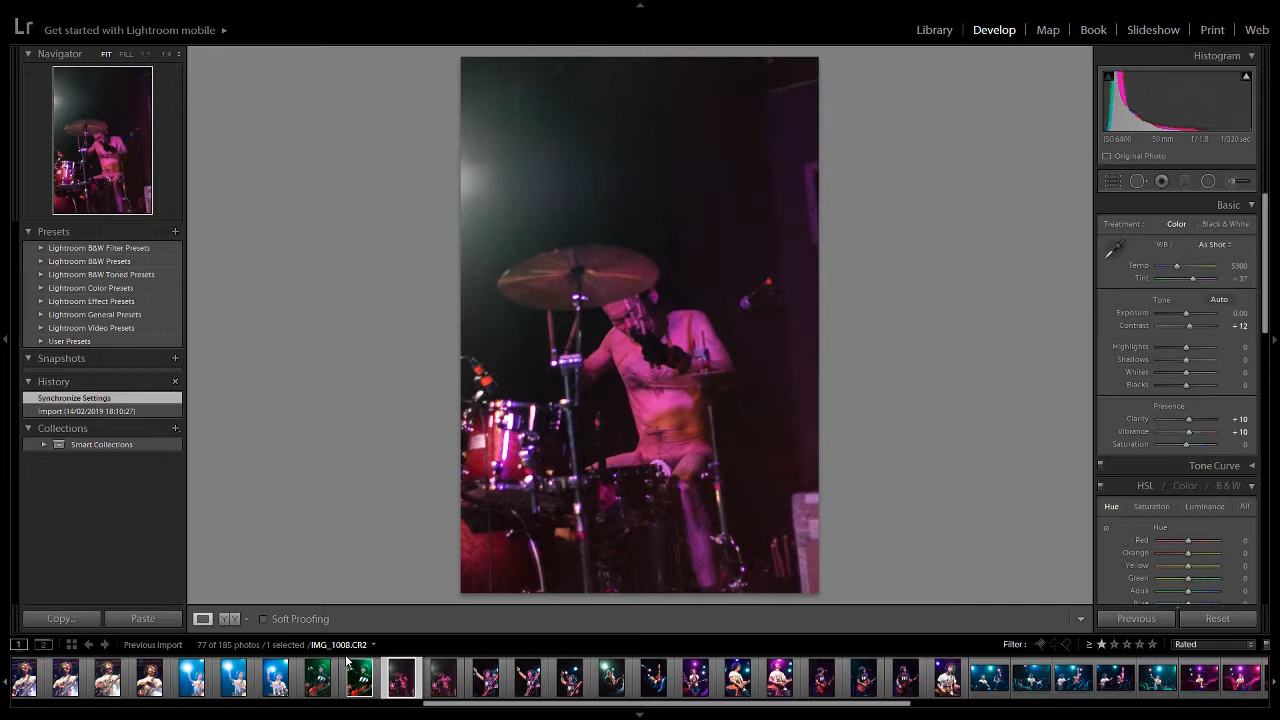 Lr Get started with Lightroom mobile
Library Develop Map Book Slideshow Print Web
Navigator FIT FILL 1:1 1:4
Histogram
ISO 6400 50 mm f / 1.8 1/320 sec
Original Photo
Basic
Treatment : Color Black & White
WB : As Shot
Temp 5300
Tint + 37
Tone Auto
Exposure 0.00
Contrast + 12
Highlights 0
Shadows 0
Whites 0
Blacks 0
Presence
Clarity + 10
Vibrance + 10
Saturation 0
Tone Curve
HSL / Color / B & W
Hue Saturation Luminance All
Hue
Red 0
Orange 0
Yellow 0
Green 0
Aqua 0
Presets
Lightroom B&W Filter Presets
Lightroom B&W Presets
Lightroom B&W Toned Presets
Lightroom Color Presets
Lightroom Effect Presets
Lightroom General Presets
Lightroom Video Presets
User Presets
Snapshots
History
Synchronize Settings
Import (14/02/2019 18:10:27)
Collections
Smart Collections
Copy... Paste
Soft Proofing
Previous Reset
1 2 Previous Import 77 of 185 photos / 1 selected / IMG_1008.CR2
Filter : ≥ Rated